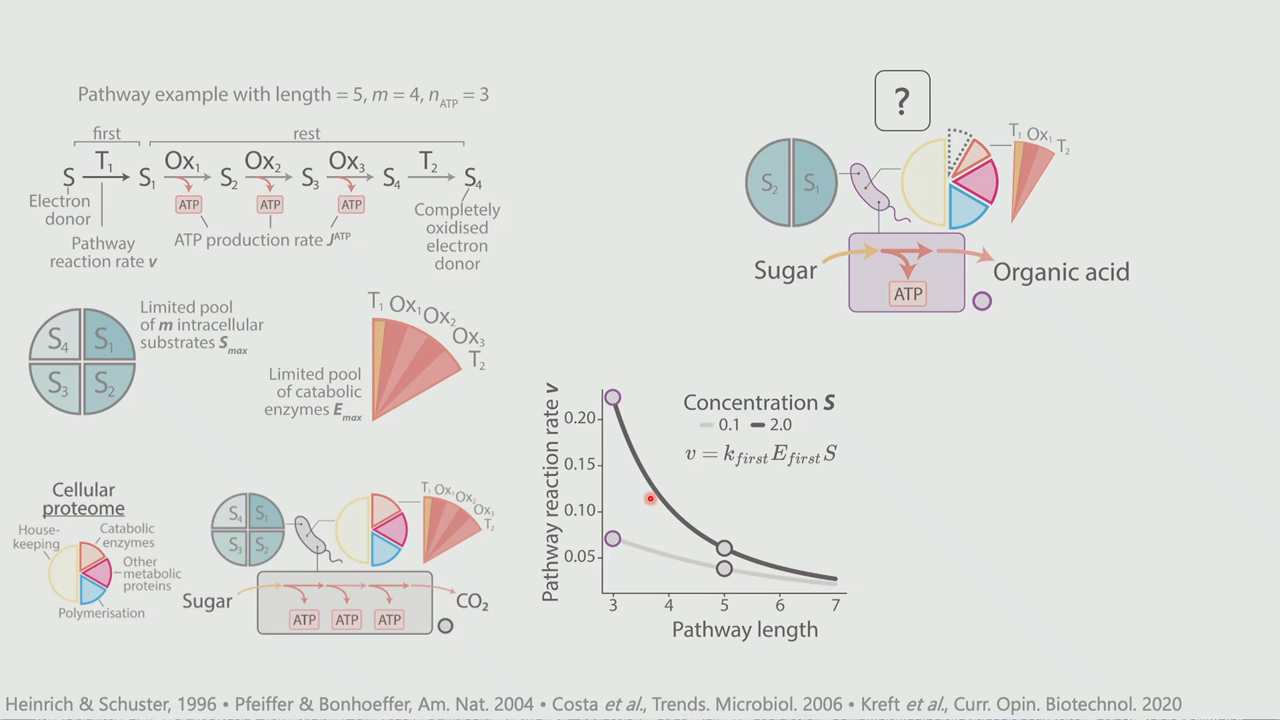 Pathway example with length = 5, m = 4, nATP = 3
first
rest
S T1 S1 Ox1 S2 Ox2 S3 Ox3 S4 T2 S4
ATP ATP ATP
Electron
donor
Pathway
reaction rate v
ATP production rate JATP
Completely
oxidised
electron
donor
S4 S1
S3 S2
Limited pool
of m intracellular
substrates Smax
T1 Ox1 Ox2
Ox3
T2
Limited pool
of catabolic
enzymes Emax
Cellular
proteome
House-
keeping
Catabolic
enzymes
Other
metabolic
proteins
Polymerisation
S4 S1
S3 S2
T1 Ox1 Ox2
Ox3
T2
Sugar
ATP ATP ATP
CO2
?
S2 S1
T1 Ox1
T2
Sugar
ATP
Organic acid
Pathway reaction rate v
0.20
0.15
0.10
0.05
3 4 5 6 7
Pathway length
Concentration S
0.1 2.0
v = kfirstEfirstS
Heinrich & Schuster, 1996 • Pfeiffer & Bonhoeffer, Am. Nat. 2004 • Costa et al., Trends. Microbiol. 2006 • Kreft et al., Curr. Opin. Biotechnol. 2020